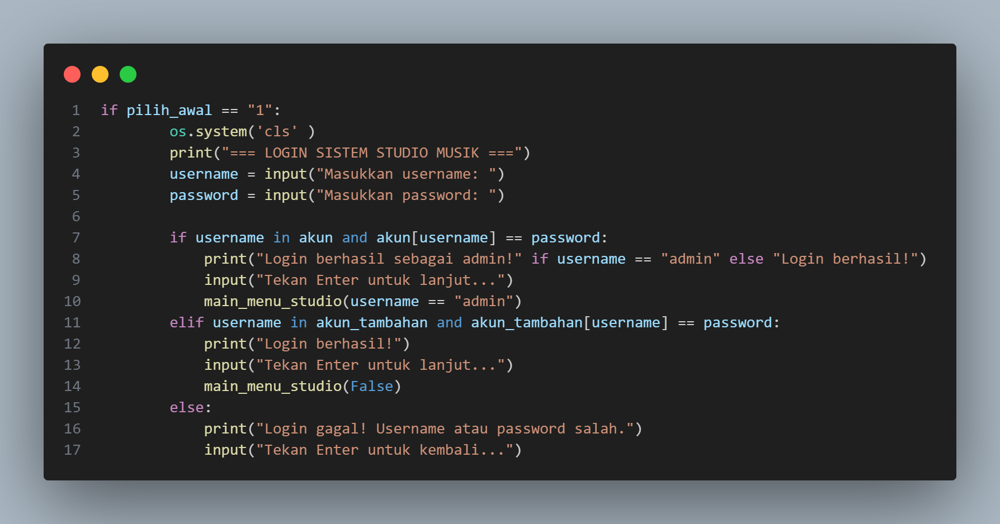 1 if pilih_awal == "1":
2         os.system('cls' )
3         print("=== LOGIN SISTEM STUDIO MUSIK ===")
4         username = input("Masukkan username: ")
5         password = input("Masukkan password: ")
6
7         if username in akun and akun[username] == password:
8             print("Login berhasil sebagai admin!" if username == "admin" else "Login berhasil!")
9             input("Tekan Enter untuk lanjut...")
10             main_menu_studio(username == "admin")
11         elif username in akun_tambahan and akun_tambahan[username] == password:
12             print("Login berhasil!")
13             input("Tekan Enter untuk lanjut...")
14             main_menu_studio(False)
15         else:
16             print("Login gagal! Username atau password salah.")
17             input("Tekan Enter untuk kembali...")